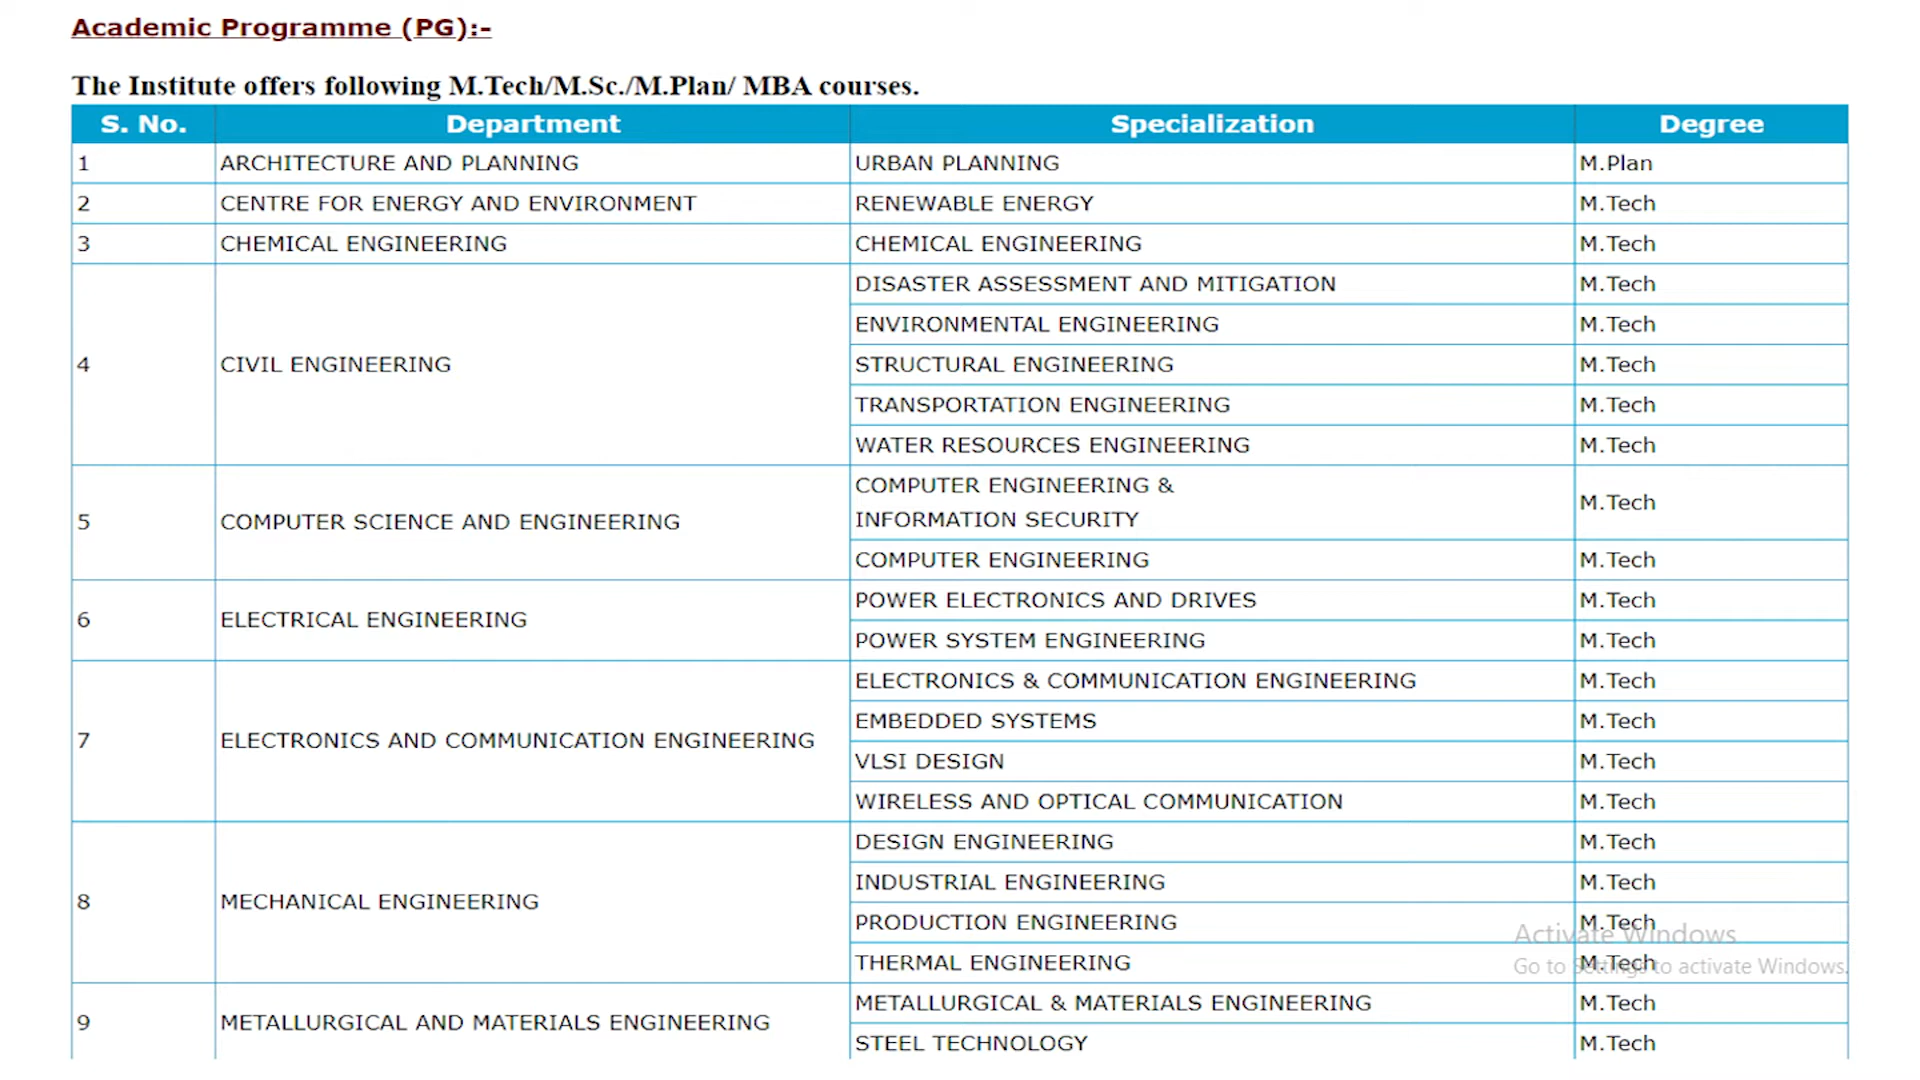 Academic Programme (PG):-
The Institute offers following M.Tech/M.Sc./M.Plan/ MBA courses.
S. No. Department Specialization Degree
1 ARCHITECTURE AND PLANNING URBAN PLANNING M.Plan
2 CENTRE FOR ENERGY AND ENVIRONMENT RENEWABLE ENERGY M.Tech
3 CHEMICAL ENGINEERING CHEMICAL ENGINEERING M.Tech
DISASTER ASSESSMENT AND MITIGATION M.Tech
ENVIRONMENTAL ENGINEERING M.Tech
4 CIVIL ENGINEERING STRUCTURAL ENGINEERING M.Tech
TRANSPORTATION ENGINEERING M.Tech
WATER RESOURCES ENGINEERING M.Tech
COMPUTER ENGINEERING &
M.Tech
INFORMATION SECURITY
5 COMPUTER SCIENCE AND ENGINEERING
COMPUTER ENGINEERING M.Tech
POWER ELECTRONICS AND DRIVES M.Tech
6 ELECTRICAL ENGINEERING
POWER SYSTEM ENGINEERING M.Tech
ELECTRONICS & COMMUNICATION ENGINEERING M.Tech
EMBEDDED SYSTEMS M.Tech
7 ELECTRONICS AND COMMUNICATION ENGINEERING
VLSI DESIGN M.Tech
WIRELESS AND OPTICAL COMMUNICATION M.Tech
DESIGN ENGINEERING M.Tech
INDUSTRIAL ENGINEERING M.Tech
8 MECHANICAL ENGINEERING
PRODUCTION ENGINEERING M.Tech
Activate Windows
THERMAL ENGINEERING M.Tech
Go to Settings to activate Windows.
METALLURGICAL & MATERIALS ENGINEERING M.Tech
9 METALLURGICAL AND MATERIALS ENGINEERING
STEEL TECHNOLOGY M.Tech